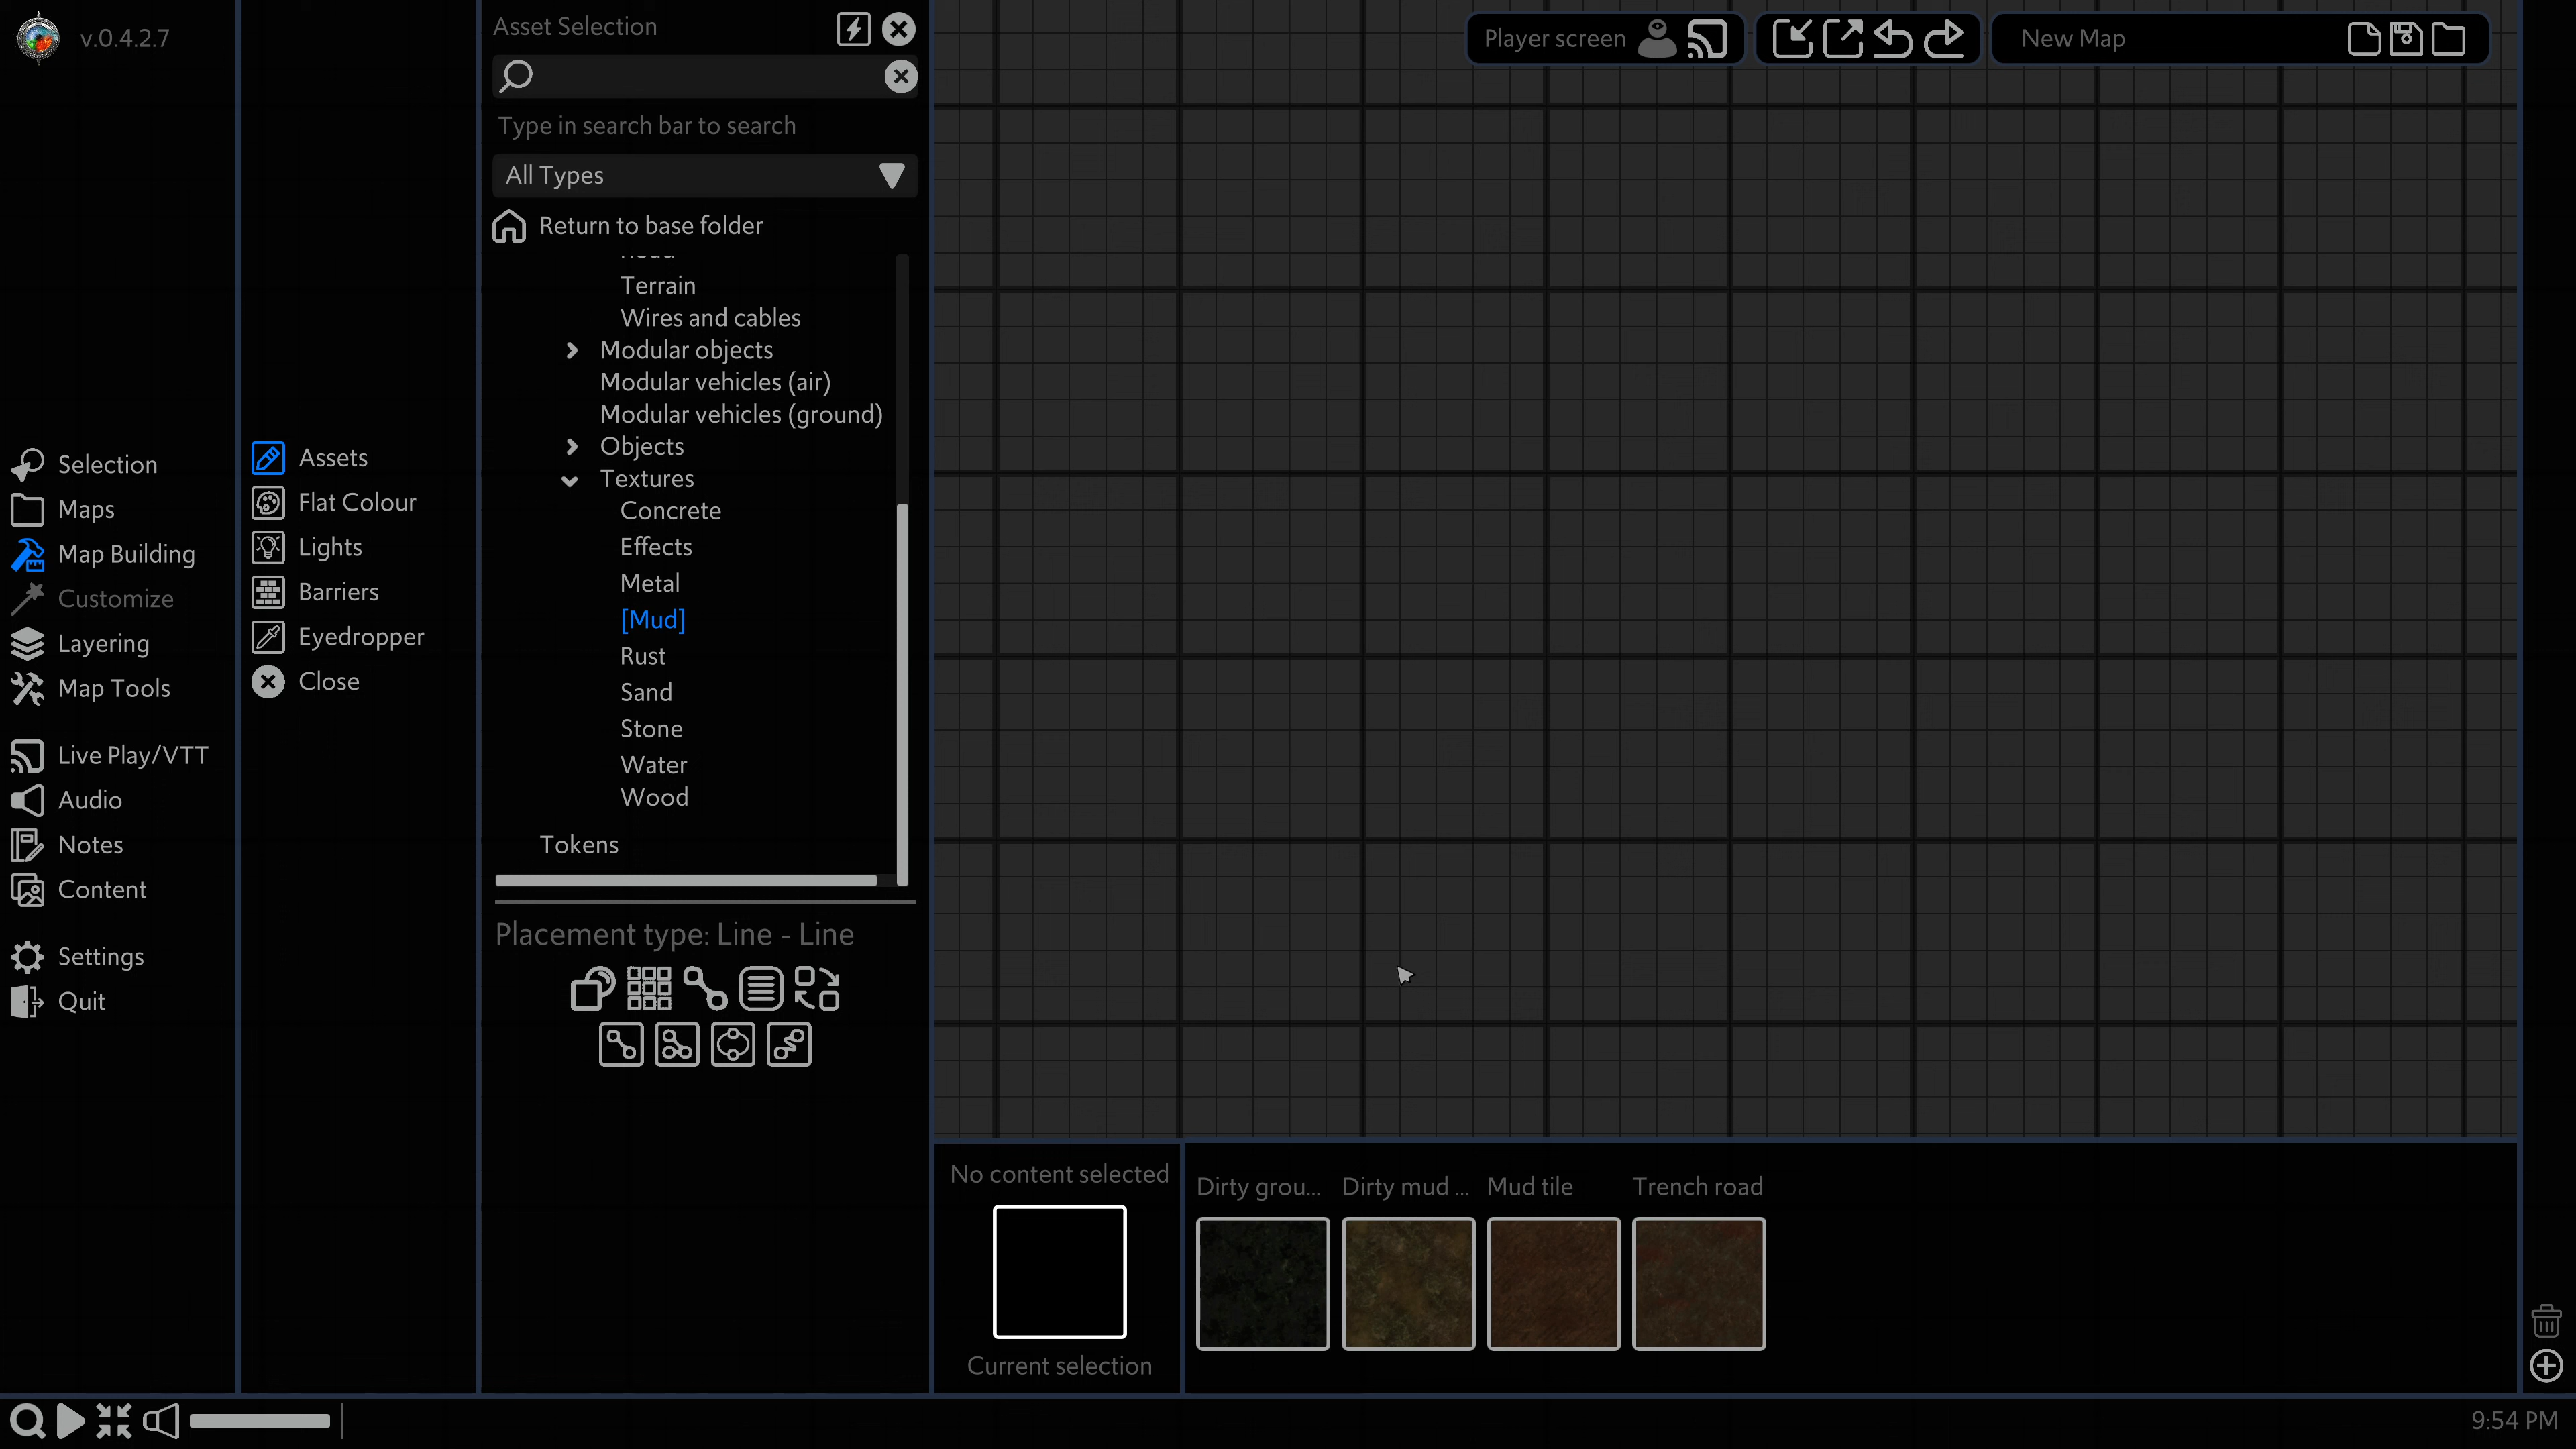 v.0.4.2.7
Selection
Maps
Map Building
Customize
Layering
Map Tools
Live Play/VTT
Audio
Notes
Content
Settings
Quit
Assets
Flat Colour
Lights
Barriers
Eyedropper
Close
Asset Selection
Type in search bar to search
All Types
Return to base folder
Road
Terrain
Wires and cables
Modular objects
Modular vehicles (air)
Modular vehicles (ground)
Objects
Textures
Concrete
Effects
Metal
[Mud]
Rust
Sand
Stone
Water
Wood
Tokens
Placement type: Line - Line
Player screen
New Map
No content selected
Current selection
Dirty grou...
Dirty mud ...
Mud tile
Trench road
9:54 PM